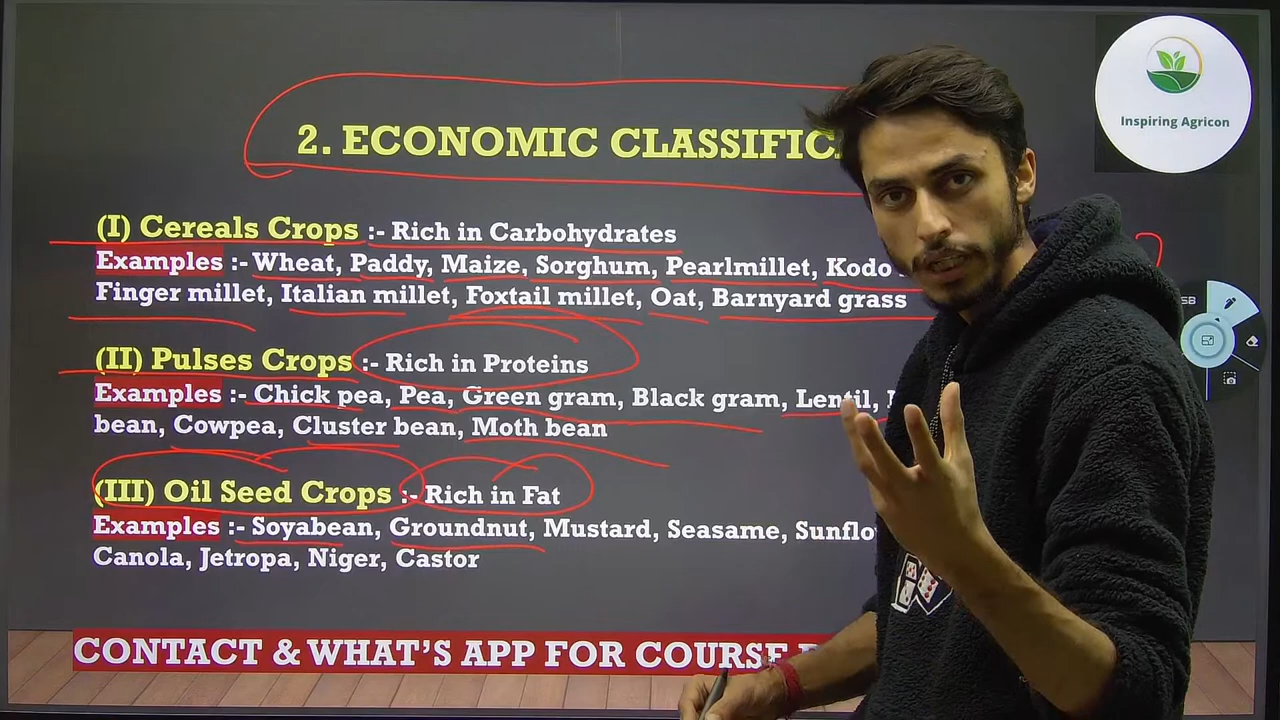 Inspiring Agricon
2. ECONOMIC CLASSIFIC
(I) Cereals Crops :- Rich in Carbohydrates
Examples :- Wheat, Paddy, Maize, Sorghum, Pearlmillet, Kodo
Finger millet, Italian millet, Foxtail millet, Oat, Barnyard grass
(II) Pulses Crops :- Rich in Proteins
Examples :- Chick pea, Pea, Green gram, Black gram, Lentil,
bean, Cowpea, Cluster bean, Moth bean
(III) Oil Seed Crops :- Rich in Fat
Examples :- Soyabean, Groundnut, Mustard, Seasame, Sunflo
Canola, Jetropa, Niger, Castor
CONTACT & WHAT'S APP FOR COURSE